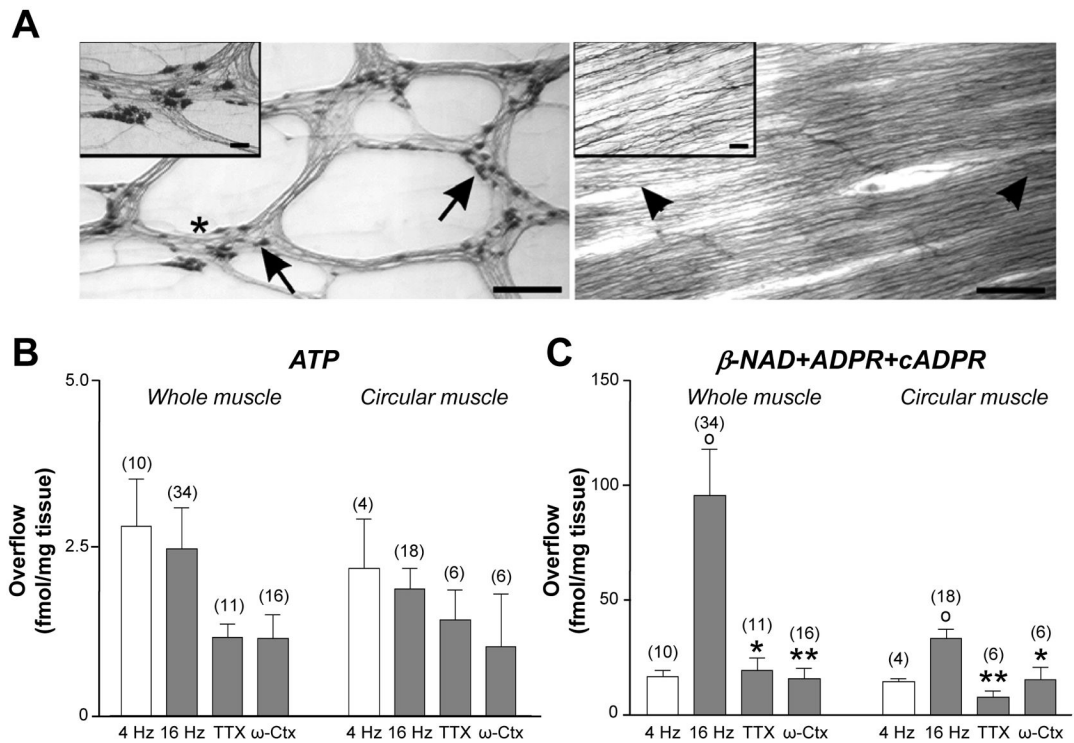 A
*
B
ATP
Whole muscle Circular muscle
Overflow
(fmol/mg tissue)
5.0
2.5
0
(10)
(34)
(11)
(16)
(4)
(18)
(6)
(6)
4 Hz 16 Hz TTX ω-Ctx 4 Hz 16 Hz TTX ω-Ctx
C
β-NAD+ADPR+cADPR
Whole muscle Circular muscle
Overflow
(fmol/mg tissue)
150
100
50
0
(10)
(34)
o
(11)
*
(16)
**
(4)
(18)
o
(6)
**
(6)
*
4 Hz 16 Hz TTX ω-Ctx 4 Hz 16 Hz TTX ω-Ctx